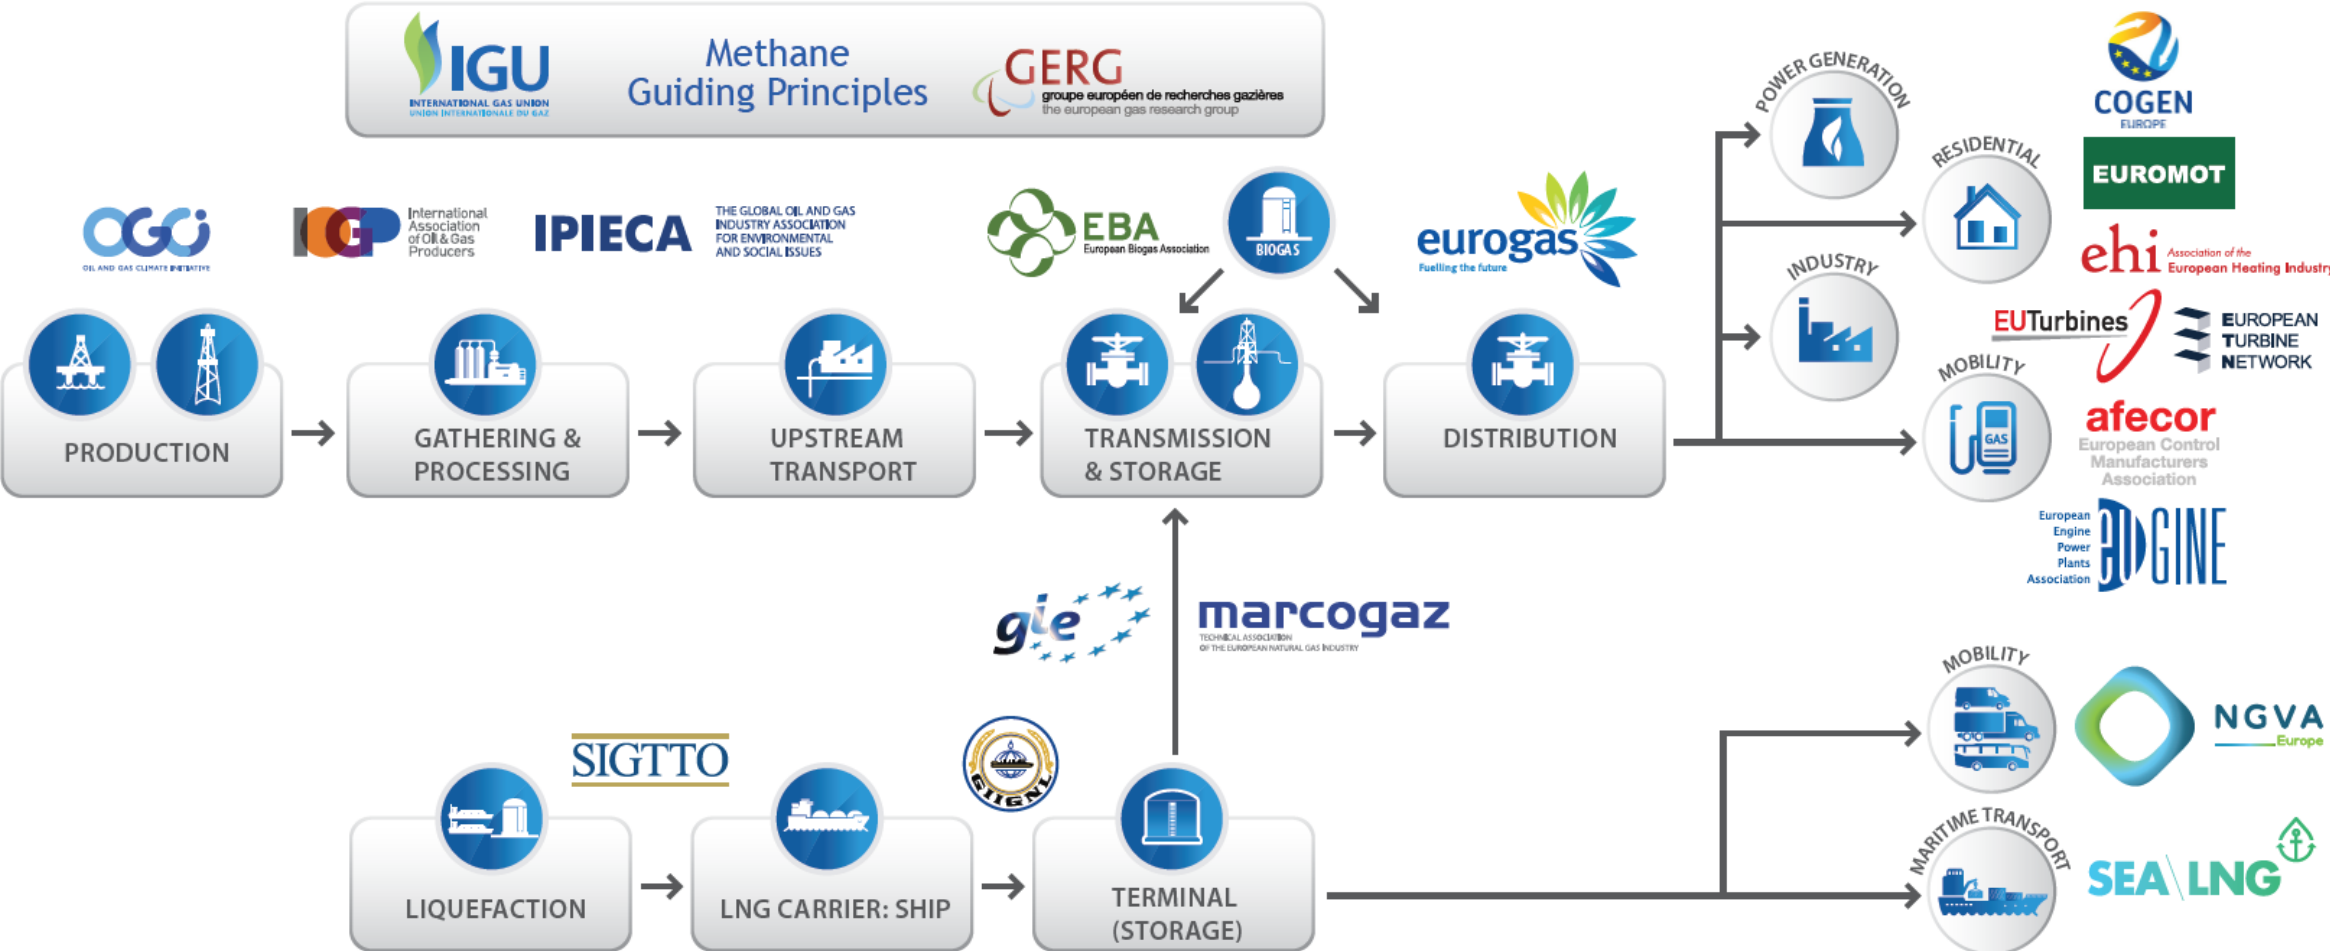 IGU
INTERNATIONAL GAS UNION
UNION INTERNATIONALE DU GAZ
Methane
Guiding Principles
GERG
groupe européen de recherches gazières
the european gas research group
OGCi
OIL AND GAS CLIMATE INITIATIVE
IOGP
International
Association
of Oil & Gas
Producers
IPIECA
THE GLOBAL OIL AND GAS
INDUSTRY ASSOCIATION
FOR ENVIRONMENTAL
AND SOCIAL ISSUES
EBA
European Biogas Association
BIOGAS
eurogas
Fuelling the future
PRODUCTION
GATHERING &
PROCESSING
UPSTREAM
TRANSPORT
TRANSMISSION
& STORAGE
DISTRIBUTION
POWER GENERATION
RESIDENTIAL
INDUSTRY
MOBILITY
GAS
COGEN
EUROPE
EUROMOT
ehi
Association of the
European Heating Industry
EUTurbines
EUROPEAN
TURBINE
NETWORK
afecor
European Control
Manufacturers
Association
European
Engine
Power
Plants
Association
EUGINE
gie
marcogaz
TECHNICAL ASSOCIATION
OF THE EUROPEAN NATURAL GAS INDUSTRY
SIGTTO
GIIGNL
LIQUEFACTION
LNG CARRIER: SHIP
TERMINAL
(STORAGE)
MOBILITY
NGVA
Europe
MARITIME TRANSPORT
SEA\LNG